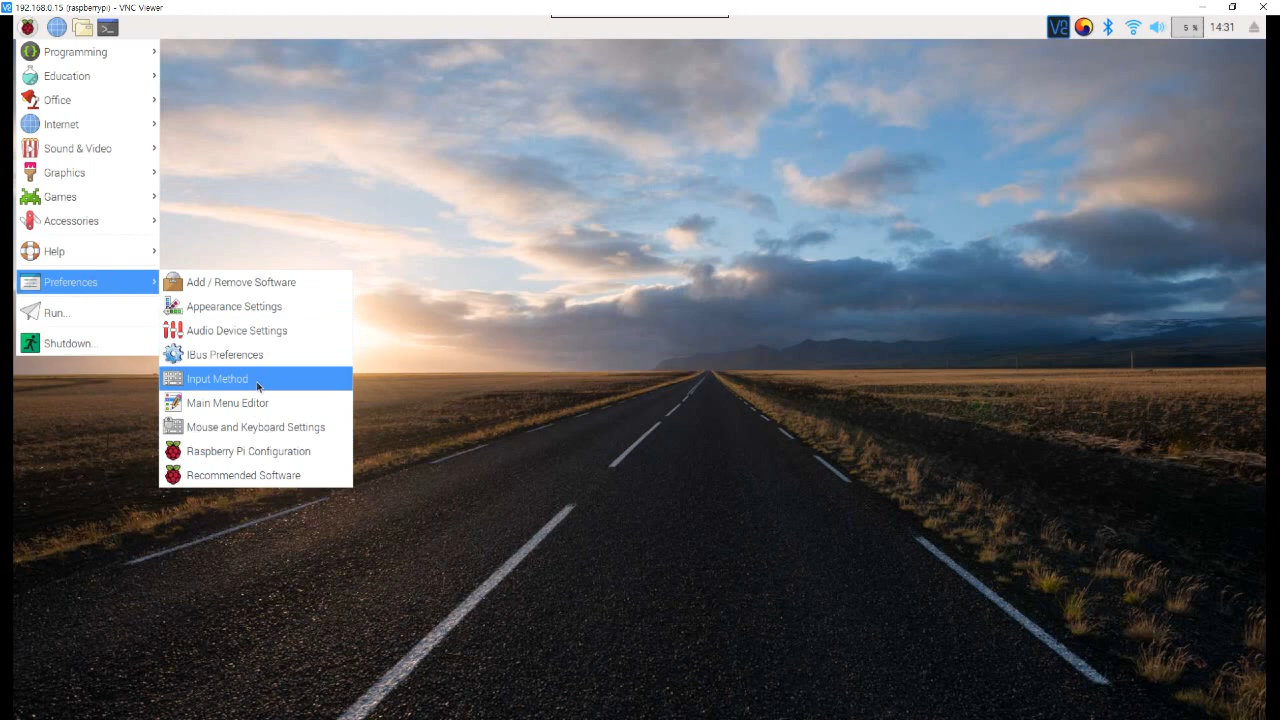 192.168.0.15 (raspberrypi) - VNC Viewer
5 %
14:31
Programming
Education
Office
Internet
Sound & Video
Graphics
Games
Accessories
Help
Preferences
Run...
Shutdown...
Add / Remove Software
Appearance Settings
Audio Device Settings
IBus Preferences
Input Method
Main Menu Editor
Mouse and Keyboard Settings
Raspberry Pi Configuration
Recommended Software